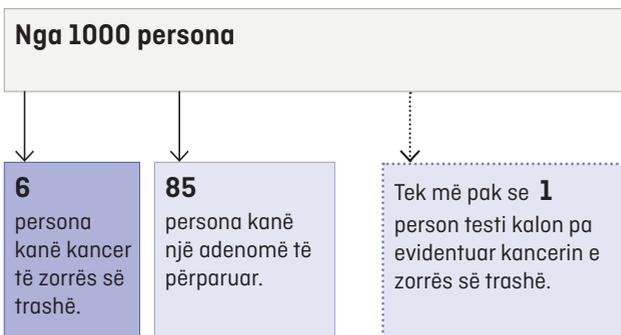 Nga 1000 persona
6
persona
kanë kancer
të zorrës së
trashë.
85
persona kanë
një adenomë të
përparuar.
Tek më pak se 1
person testi kalon pa
evidentuar kancerin e
zorrës së trashë.